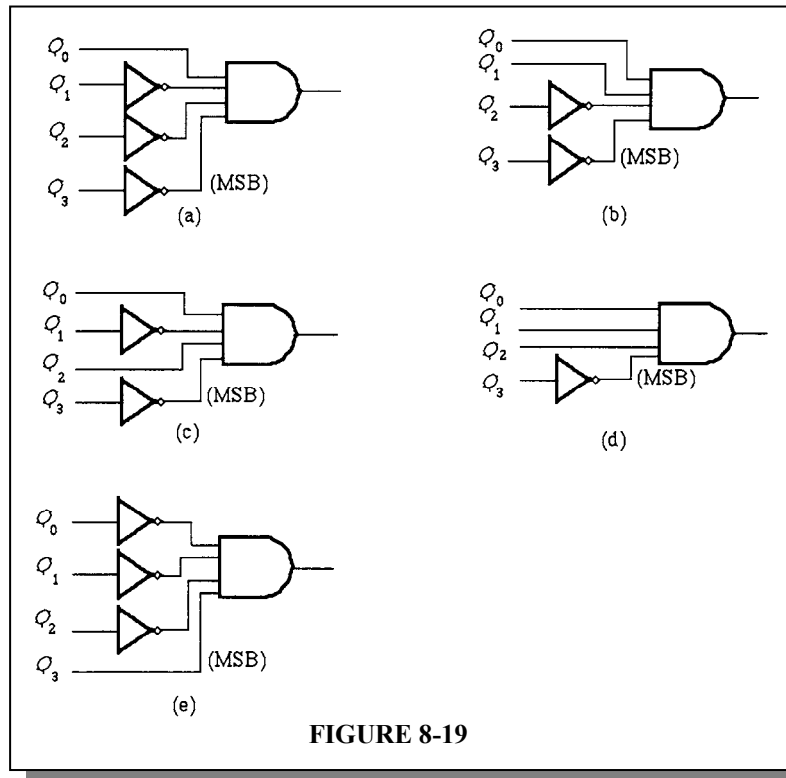 Q0
Q1
Q2
Q3
(MSB)
(a)
Q0
Q1
Q2
Q3
(MSB)
(b)
Q0
Q1
Q2
Q3
(MSB)
(c)
Q0
Q1
Q2
Q3
(MSB)
(d)
Q0
Q1
Q2
Q3
(MSB)
(e)
FIGURE 8-19